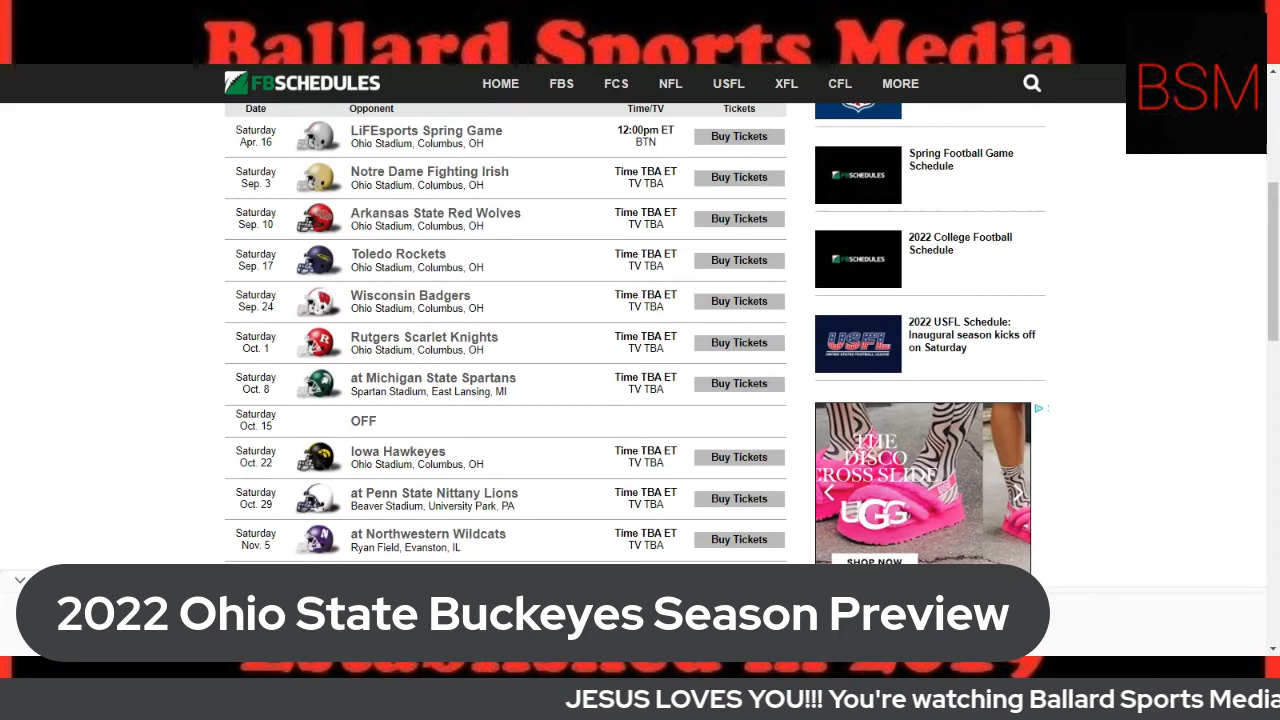 Ballard Sports Media
BSM
FBSCHEDULES
HOME FBS FCS NFL USFL XFL CFL MORE
Date Opponent Time/TV Tickets
Saturday
Apr. 16
LiFEsports Spring Game
Ohio Stadium, Columbus, OH
12:00pm ET
BTN
Buy Tickets
Saturday
Sep. 3
Notre Dame Fighting Irish
Ohio Stadium, Columbus, OH
Time TBA ET
TV TBA
Buy Tickets
Saturday
Sep. 10
Arkansas State Red Wolves
Ohio Stadium, Columbus, OH
Time TBA ET
TV TBA
Buy Tickets
Saturday
Sep. 17
Toledo Rockets
Ohio Stadium, Columbus, OH
Time TBA ET
TV TBA
Buy Tickets
Saturday
Sep. 24
Wisconsin Badgers
Ohio Stadium, Columbus, OH
Time TBA ET
TV TBA
Buy Tickets
Saturday
Oct. 1
Rutgers Scarlet Knights
Ohio Stadium, Columbus, OH
Time TBA ET
TV TBA
Buy Tickets
Saturday
Oct. 8
at Michigan State Spartans
Spartan Stadium, East Lansing, MI
Time TBA ET
TV TBA
Buy Tickets
Saturday
Oct. 15
OFF
Saturday
Oct. 22
Iowa Hawkeyes
Ohio Stadium, Columbus, OH
Time TBA ET
TV TBA
Buy Tickets
Saturday
Oct. 29
at Penn State Nittany Lions
Beaver Stadium, University Park, PA
Time TBA ET
TV TBA
Buy Tickets
Saturday
Nov. 5
at Northwestern Wildcats
Ryan Field, Evanston, IL
Time TBA ET
TV TBA
Buy Tickets
FBSCHEDULES
Spring Football Game
Schedule
FBSCHEDULES
2022 College Football
Schedule
USFL
UNITED STATES FOOTBALL LEAGUE
2022 USFL Schedule:
Inaugural season kicks off
on Saturday
THE
DISCO
CROSS SLIDE
UGG
SHOP NOW
2022 Ohio State Buckeyes Season Preview
Established in 2019
JESUS LOVES YOU!!! You're watching Ballard Sports Media